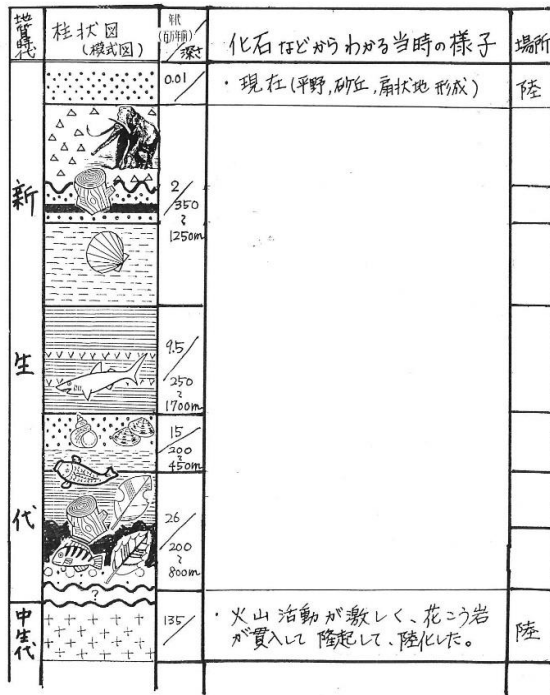 地質時代
柱状図
(模式図)
年代
(百万年前)
深さ
化石などからわかる当時の様子
場所
0.01
・現在(平野,砂丘,扇状地形成)
陸
新
2
350
〜
1250m
生
9.5
250
〜
1700m
15
200
〜
450m
代
26
200
〜
800m
?
中生代
135
・火山活動が激しく、花こう岩
が貫入して隆起して、陸化した。
陸